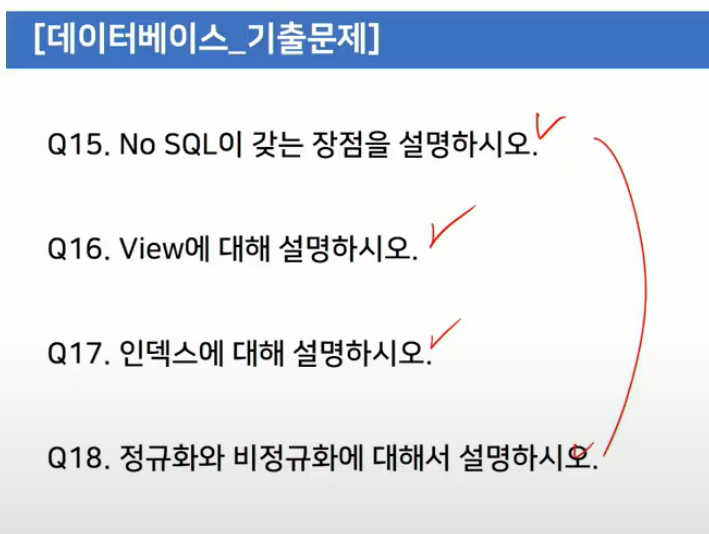 [데이터베이스_기출문제]
Q15. No SQL이 갖는 장점을 설명하시오.
Q16. View에 대해 설명하시오.
Q17. 인덱스에 대해 설명하시오.
Q18. 정규화와 비정규화에 대해서 설명하시오.